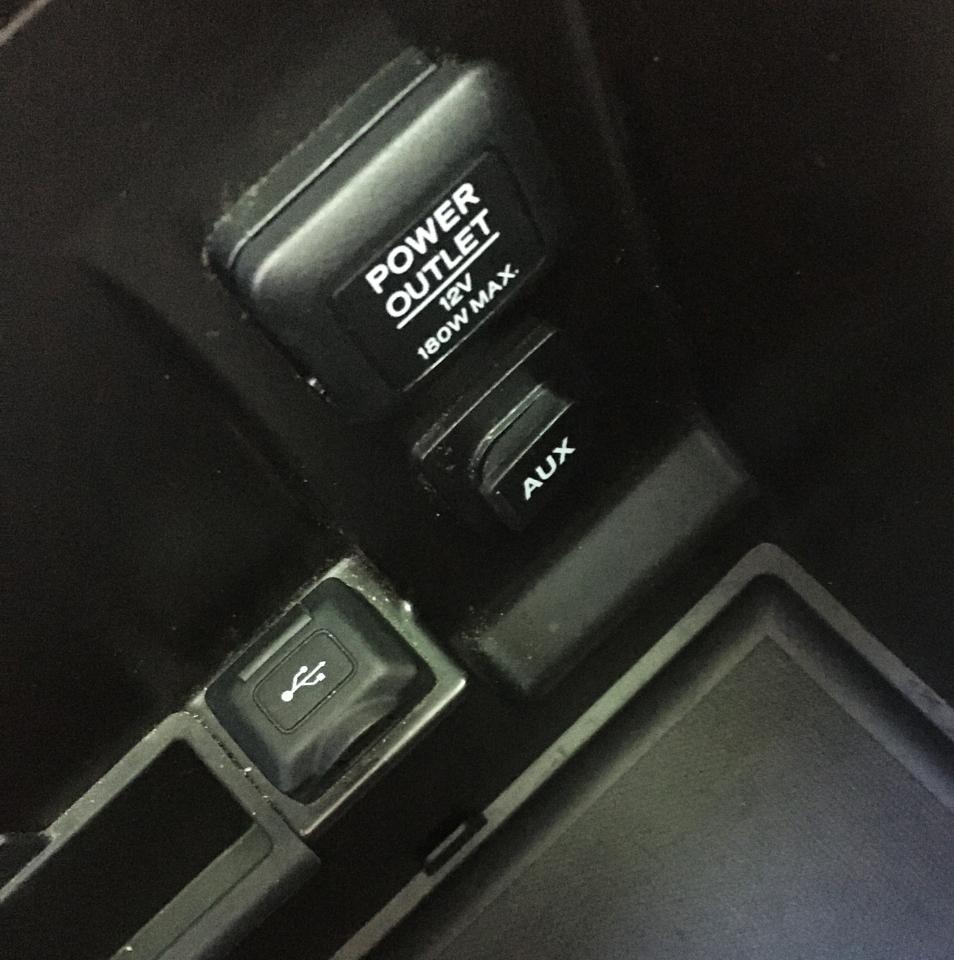 POWER
OUTLET
12V
180W MAX.
AUX